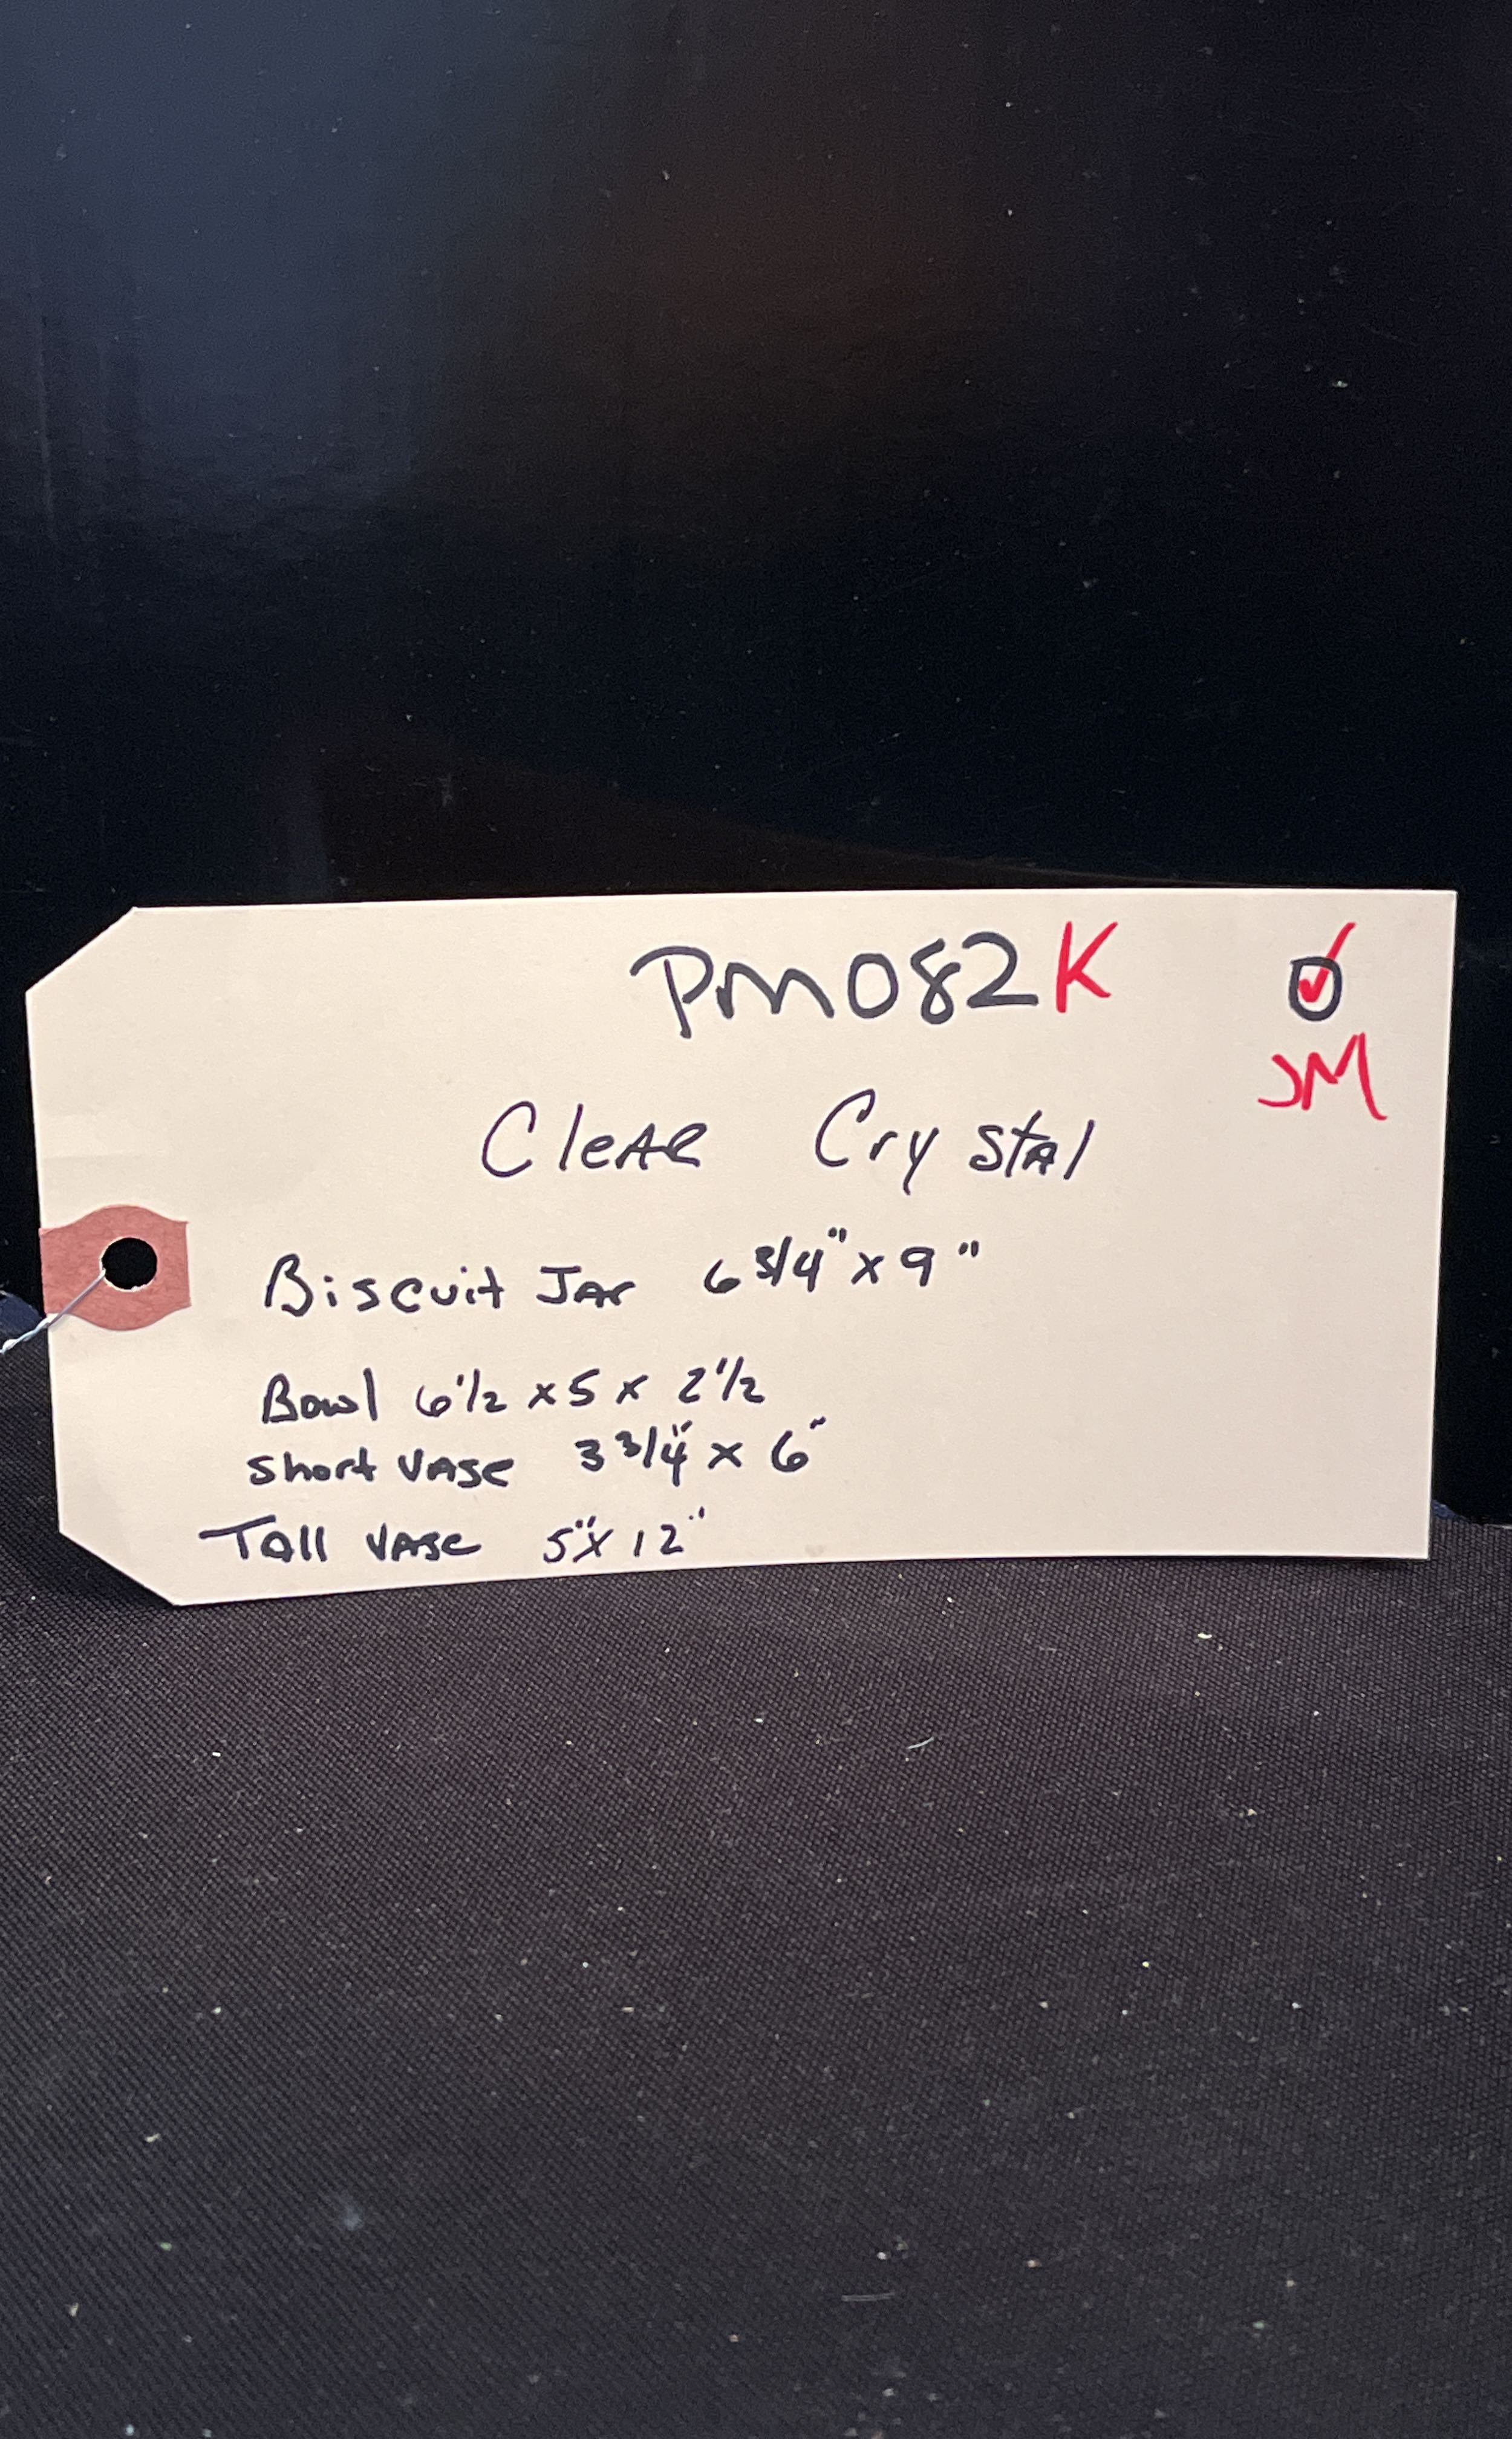 PM082K
JM
CleAR Crystal
Biscuit JAr 6 3/4" x 9"
Bowl 6 1/2 x 5 x 2 1/2
Short VASe 3 3/4" x 6"
Tall VASe 5" x 12"